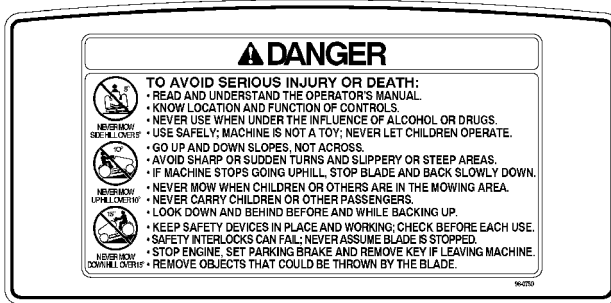 DANGER
TO AVOID SERIOUS INJURY OR DEATH:
• READ AND UNDERSTAND THE OPERATOR'S MANUAL.
• KNOW LOCATION AND FUNCTION OF CONTROLS.
• NEVER USE WHEN UNDER THE INFLUENCE OF ALCOHOL OR DRUGS.
• USE SAFELY; MACHINE IS NOT A TOY; NEVER LET CHILDREN OPERATE.
• GO UP AND DOWN SLOPES, NOT ACROSS.
• AVOID SHARP OR SUDDEN TURNS AND SLIPPERY OR STEEP AREAS.
• IF MACHINE STOPS GOING UPHILL, STOP BLADE AND BACK SLOWLY DOWN.
• NEVER MOW WHEN CHILDREN OR OTHERS ARE IN THE MOWING AREA.
• NEVER CARRY CHILDREN OR OTHER PASSENGERS.
• LOOK DOWN AND BEHIND BEFORE AND WHILE BACKING UP.
• KEEP SAFETY DEVICES IN PLACE AND WORKING; CHECK BEFORE EACH USE.
• SAFETY INTERLOCKS CAN FAIL; NEVER ASSUME BLADE IS STOPPED.
• STOP ENGINE, SET PARKING BRAKE AND REMOVE KEY IF LEAVING MACHINE.
• REMOVE OBJECTS THAT COULD BE THROWN BY THE BLADE.
5°
NEVER MOW
SIDE HILL OVER 5°
10°
NEVER MOW
UPHILL OVER 10°
15°
NEVER MOW
DOWNHILL OVER 15°